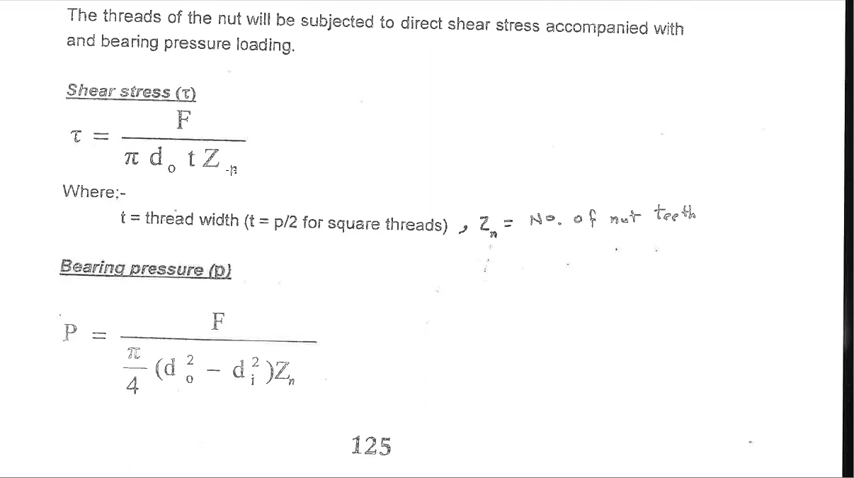 The threads of the nut will be subjected to direct shear stress accompanied with
and bearing pressure loading.
Shear stress (τ)
τ = F / (π d₀ t Zₙ)
Where:-
t = thread width (t = p/2 for square threads) , Zₙ = No. of nut teeth
Bearing pressure (p)
P = F / (π/4 (d₀² − dᵢ²)Zₙ)
125